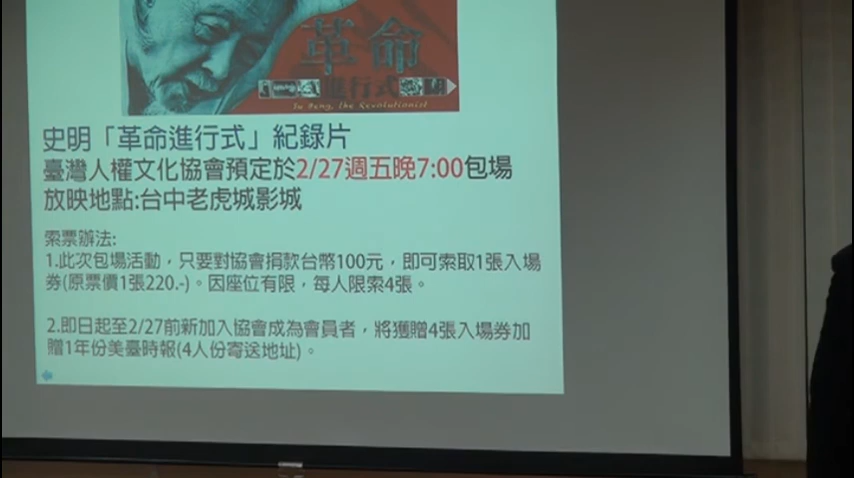 革命
進行式
Su Beng, the Revolutionist
史明「革命進行式」紀錄片
臺灣人權文化協會預定於2/27週五晚7:00包場
放映地點:台中老虎城影城
索票辦法:
1.此次包場活動，只要對協會捐款台幣100元，即可索取1張入場
券(原票價1張220.-)。因座位有限，每人限索4張。
2.即日起至2/27前新加入協會成為會員者，將獲贈4張入場券加
贈1年份美臺時報(4人份寄送地址)。